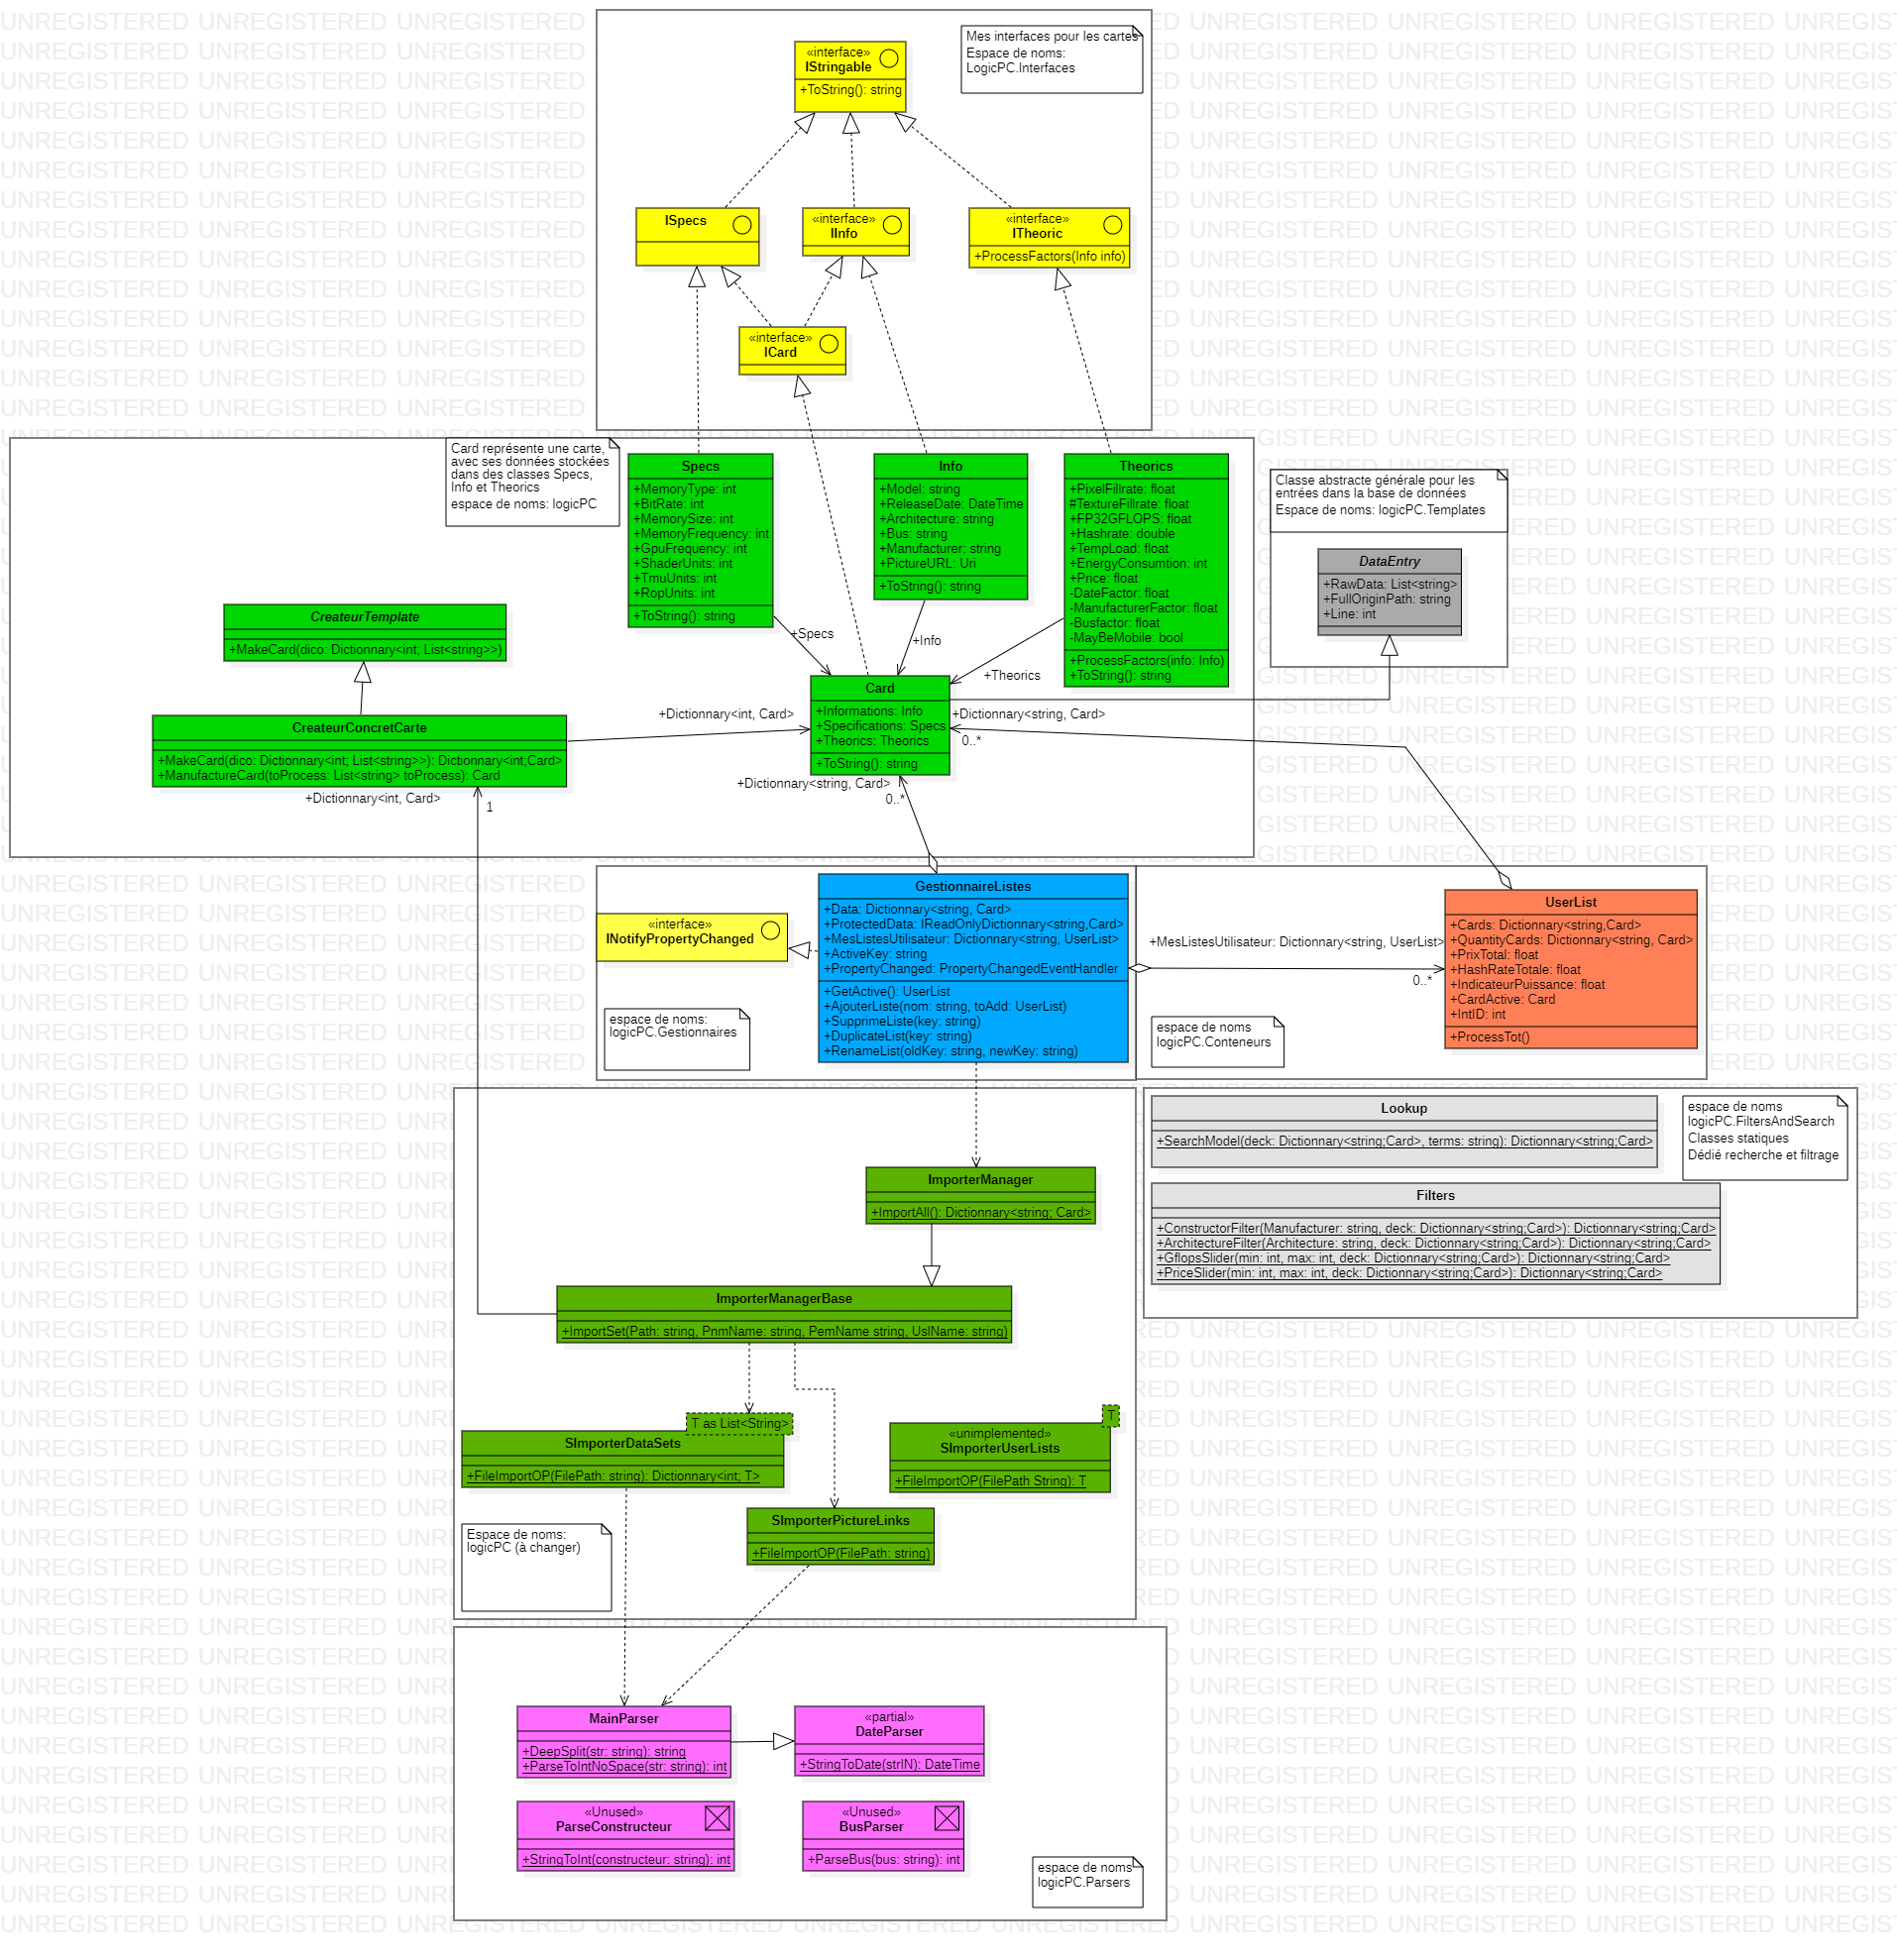 «interface»
IStringable
+ToString(): string
Mes interfaces pour les cartes
Espace de noms:
LogicPC.Interfaces
ISpecs
«interface»
IInfo
«interface»
ITheoric
+ProcessFactors(Info info)
«interface»
ICard
Card représente une carte,
avec ses données stockées
dans des classes Specs,
Info et Theorics
espace de noms: logicPC
Specs
+MemoryType: int
+BitRate: int
+MemorySize: int
+MemoryFrequency: int
+GpuFrequency: int
+ShaderUnits: int
+TmuUnits: int
+RopUnits: int
+ToString(): string
Info
+Model: string
+ReleaseDate: DateTime
+Architecture: string
+Bus: string
+Manufacturer: string
+PictureURL: Uri
+ToString(): string
Theorics
+PixelFillrate: float
#TextureFillrate: float
+FP32GFLOPS: float
+Hashrate: double
+TempLoad: float
+EnergyConsumtion: int
+Price: float
-DateFactor: float
-ManufacturerFactor: float
-Busfactor: float
-MayBeMobile: bool
+ProcessFactors(info: Info)
+ToString(): string
Classe abstracte générale pour les
entrées dans la base de données
Espace de noms: logicPC.Templates
DataEntry
+RawData: List<string>
+FullOriginPath: string
+Line: int
CreateurTemplate
+MakeCard(dico: Dictionnary<int; List<string>>)
+Specs
+Info
+Theorics
CreateurConcretCarte
+MakeCard(dico: Dictionnary<int; List<string>>): Dictionnary<int;Card>
+ManufactureCard(toProcess: List<string> toProcess): Card
+Dictionnary<int, Card>
Card
+Informations: Info
+Specifications: Specs
+Theorics: Theorics
+ToString(): string
+Dictionnary<string, Card>
0..*
+Dictionnary<string, Card>
0..*
+Dictionnary<int, Card>
1
«interface»
INotifyPropertyChanged
espace de noms:
logicPC.Gestionnaires
GestionnaireListes
+Data: Dictionnary<string, Card>
+ProtectedData: IReadOnlyDictionnary<string,Card>
+MesListesUtilisateur: Dictionnary<string, UserList>
+ActiveKey: string
+PropertyChanged: PropertyChangedEventHandler
+GetActive(): UserList
+AjouterListe(nom: string, toAdd: UserList)
+SupprimeListe(key: string)
+DuplicateList(key: string)
+RenameList(oldKey: string, newKey: string)
+MesListesUtilisateur: Dictionnary<string, UserList>
0..*
espace de noms
logicPC.Conteneurs
UserList
+Cards: Dictionnary<string,Card>
+QuantityCards: Dictionnary<string, Card>
+PrixTotal: float
+HashRateTotale: float
+IndicateurPuissance: float
+CardActive: Card
+IntID: int
+ProcessTot()
Lookup
+SearchModel(deck: Dictionnary<string;Card>, terms: string): Dictionnary<string;Card>
espace de noms
logicPC.FiltersAndSearch
Classes statiques
Dédié recherche et filtrage
Filters
+ConstructorFilter(Manufacturer: string, deck: Dictionnary<string;Card>): Dictionnary<string;Card>
+ArchitectureFilter(Architecture: string, deck: Dictionnary<string;Card>): Dictionnary<string;Card>
+GflopsSlider(min: int, max: int, deck: Dictionnary<string;Card>): Dictionnary<string;Card>
+PriceSlider(min: int, max: int, deck: Dictionnary<string;Card>): Dictionnary<string;Card>
ImporterManager
+ImportAll(): Dictionnary<string; Card>
ImporterManagerBase
+ImportSet(Path: string, PnmName: string, PemName string, UslName: string)
T as List<String>
SImporterDataSets
+FileImportOP(FilePath: string): Dictionnary<int; T>
T
«unimplemented»
SImporterUserLists
+FileImportOP(FilePath String): T
SImporterPictureLinks
+FileImportOP(FilePath: string)
Espace de noms:
logicPC (à changer)
MainParser
+DeepSplit(str: string): string
+ParseToIntNoSpace(str: string): int
«partial»
DateParser
+StringToDate(strIN): DateTime
«Unused»
ParseConstructeur
+StringToInt(constructeur: string): int
«Unused»
BusParser
+ParseBus(bus: string): int
espace de noms
logicPC.Parsers